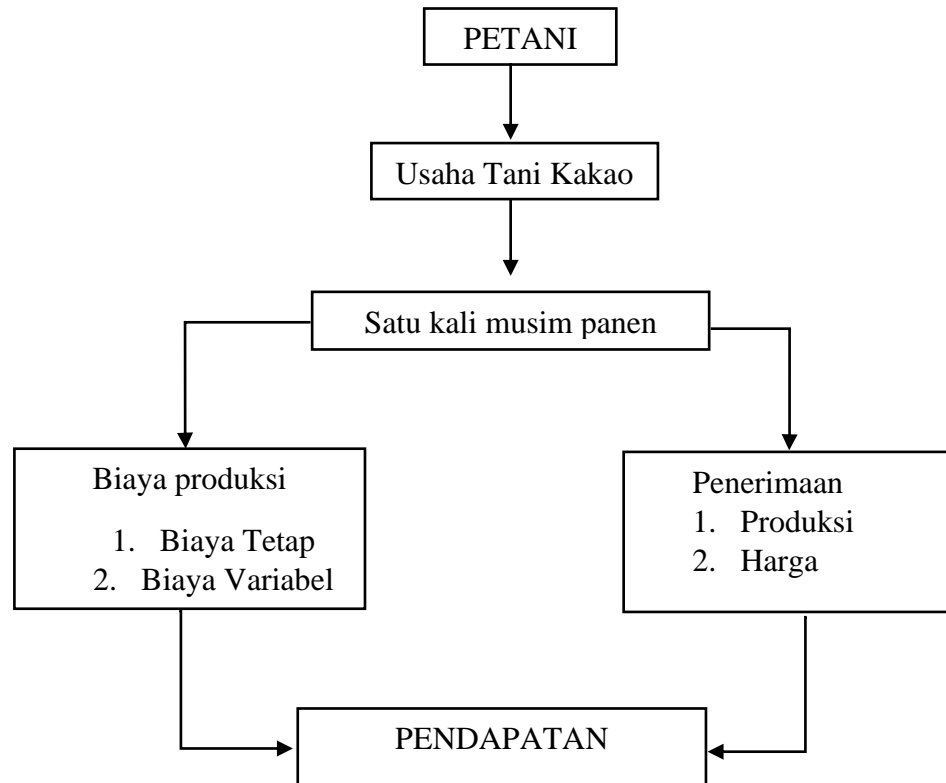 PETANI
Usaha Tani Kakao
Satu kali musim panen
Biaya produksi
1. Biaya Tetap
2. Biaya Variabel
Penerimaan
1. Produksi
2. Harga
PENDAPATAN